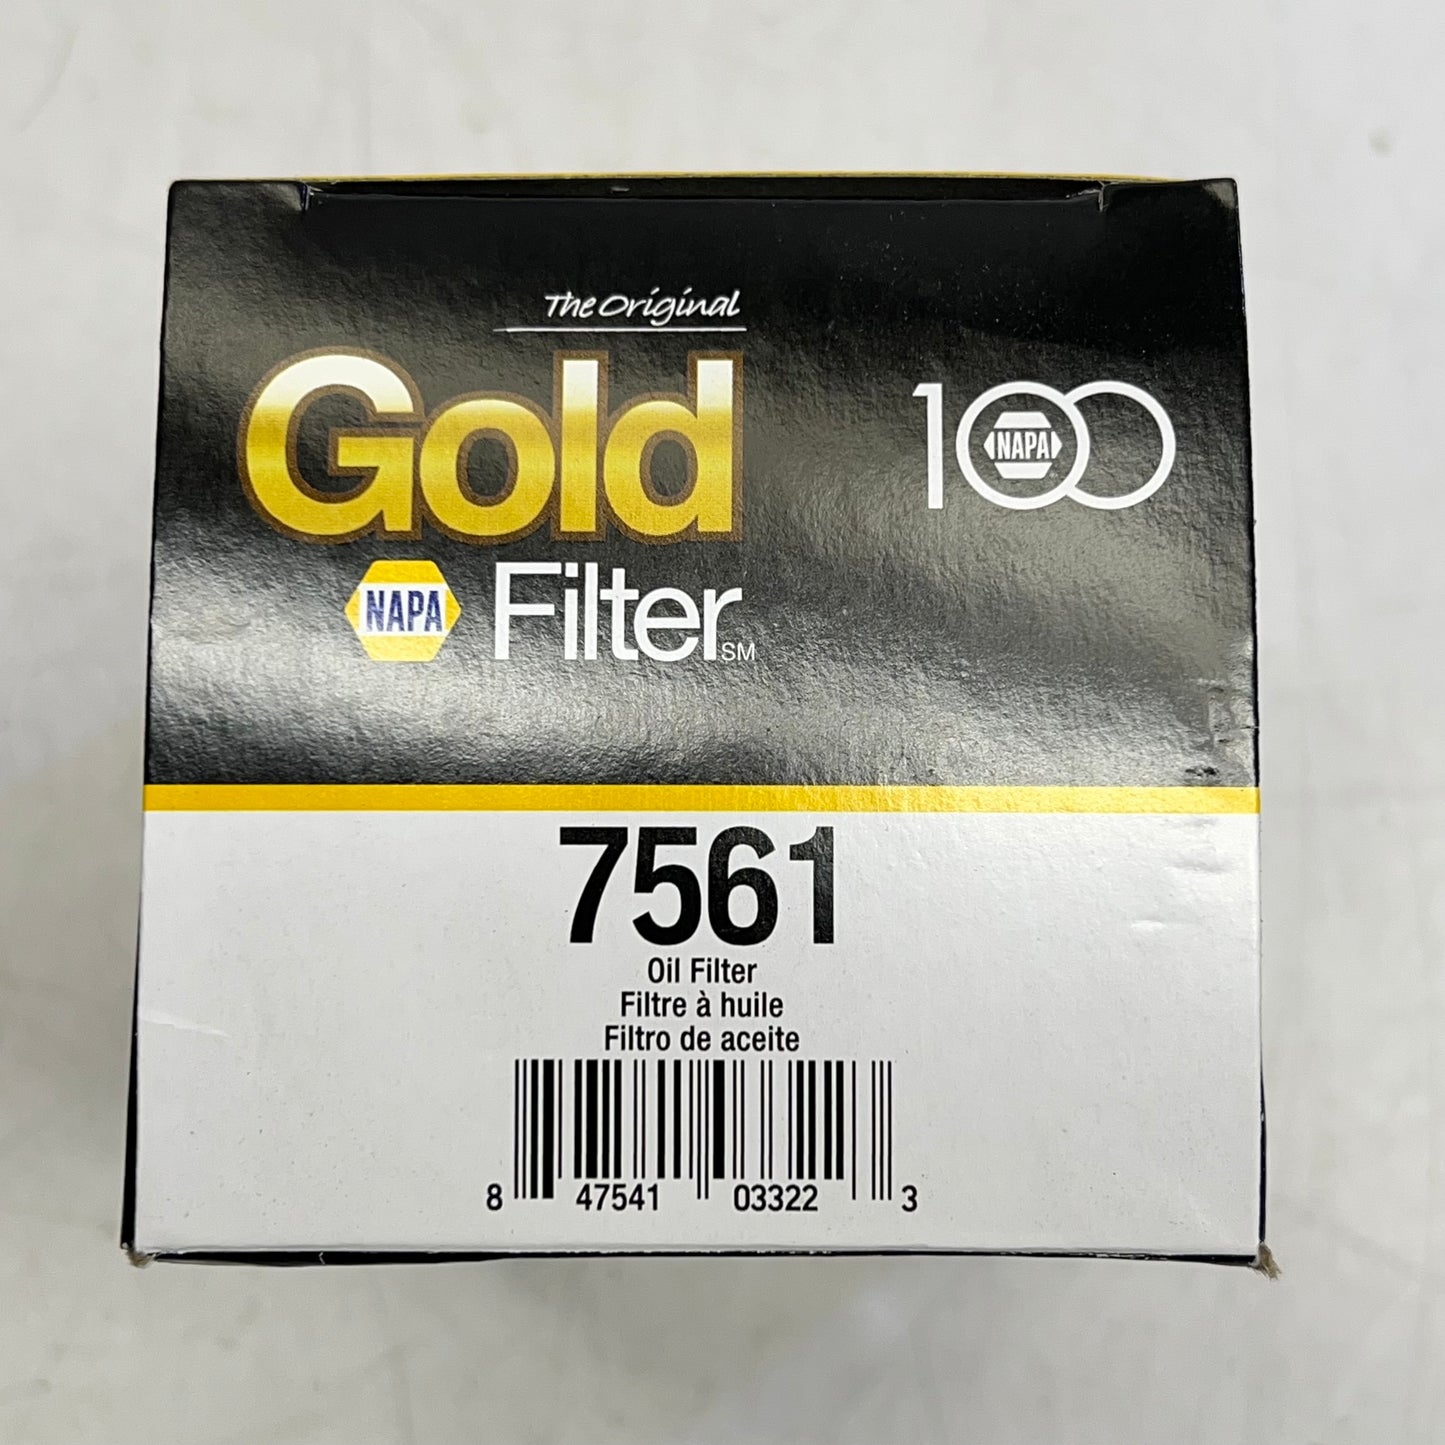 The Original
Gold
100
NAPA
NAPA
Filter SM
7561
Oil Filter
Filtre à huile
Filtro de aceite
8 47541 03322 3